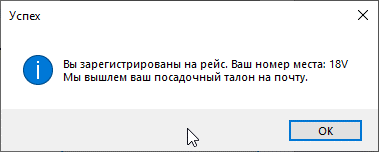 Успех
Вы зарегистрированы на рейс. Ваш номер места: 18V
Мы вышлем ваш посадочный талон на почту.
OK